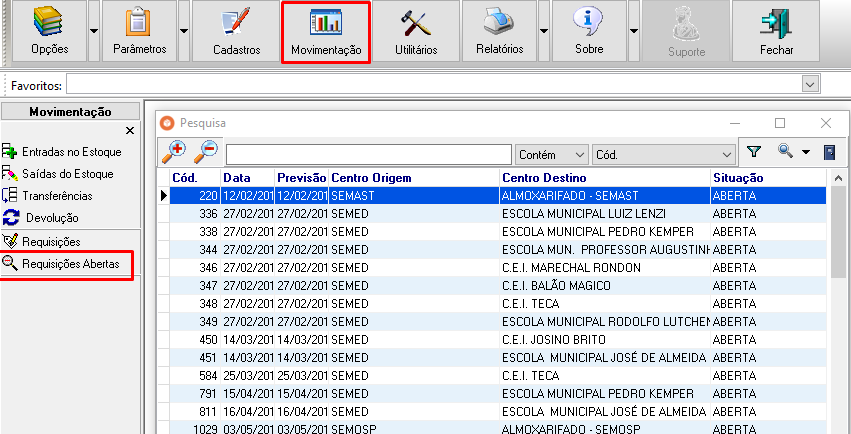 Opções Parâmetros Cadastros Movimentação Utilitários Relatórios Sobre Suporte Fechar
Favoritos:
Movimentação
Entradas no Estoque
Saídas do Estoque
Transferências
Devolução
Requisições
Requisições Abertas
Pesquisa
Contém Cód.
Cód. Data Previsão Centro Origem Centro Destino Situação
220 12/02/201 12/02/201 SEMAST ALMOXARIFADO - SEMAST ABERTA
336 27/02/201 27/02/201 SEMED ESCOLA MUNICIPAL LUIZ LENZI ABERTA
338 27/02/201 27/02/201 SEMED ESCOLA MUNICIPAL PEDRO KEMPER ABERTA
344 27/02/201 27/02/201 SEMED ESCOLA MUN. PROFESSOR AUGUSTINH ABERTA
346 27/02/201 27/02/201 SEMED C.E.I. MARECHAL RONDON ABERTA
347 27/02/201 27/02/201 SEMED C.E.I. BALÃO MAGICO ABERTA
348 27/02/201 27/02/201 SEMED C.E.I. TECA ABERTA
349 27/02/201 27/02/201 SEMED ESCOLA MUNICIPAL RODOLFO LUTCHEN ABERTA
450 14/03/201 14/03/201 SEMED C.E.I. JOSINO BRITO ABERTA
451 14/03/201 14/03/201 SEMED ESCOLA MUNICIPAL JOSÉ DE ALMEIDA ABERTA
584 25/03/201 25/03/201 SEMED C.E.I. TECA ABERTA
791 15/04/201 15/04/201 SEMED ESCOLA MUNICIPAL PEDRO KEMPER ABERTA
811 16/04/201 16/04/201 SEMED ESCOLA MUNICIPAL JOSÉ DE ALMEIDA ABERTA
1029 03/05/201 03/05/201 SEMOSP ALMOXARIFADO - SEMOSP ABERTA